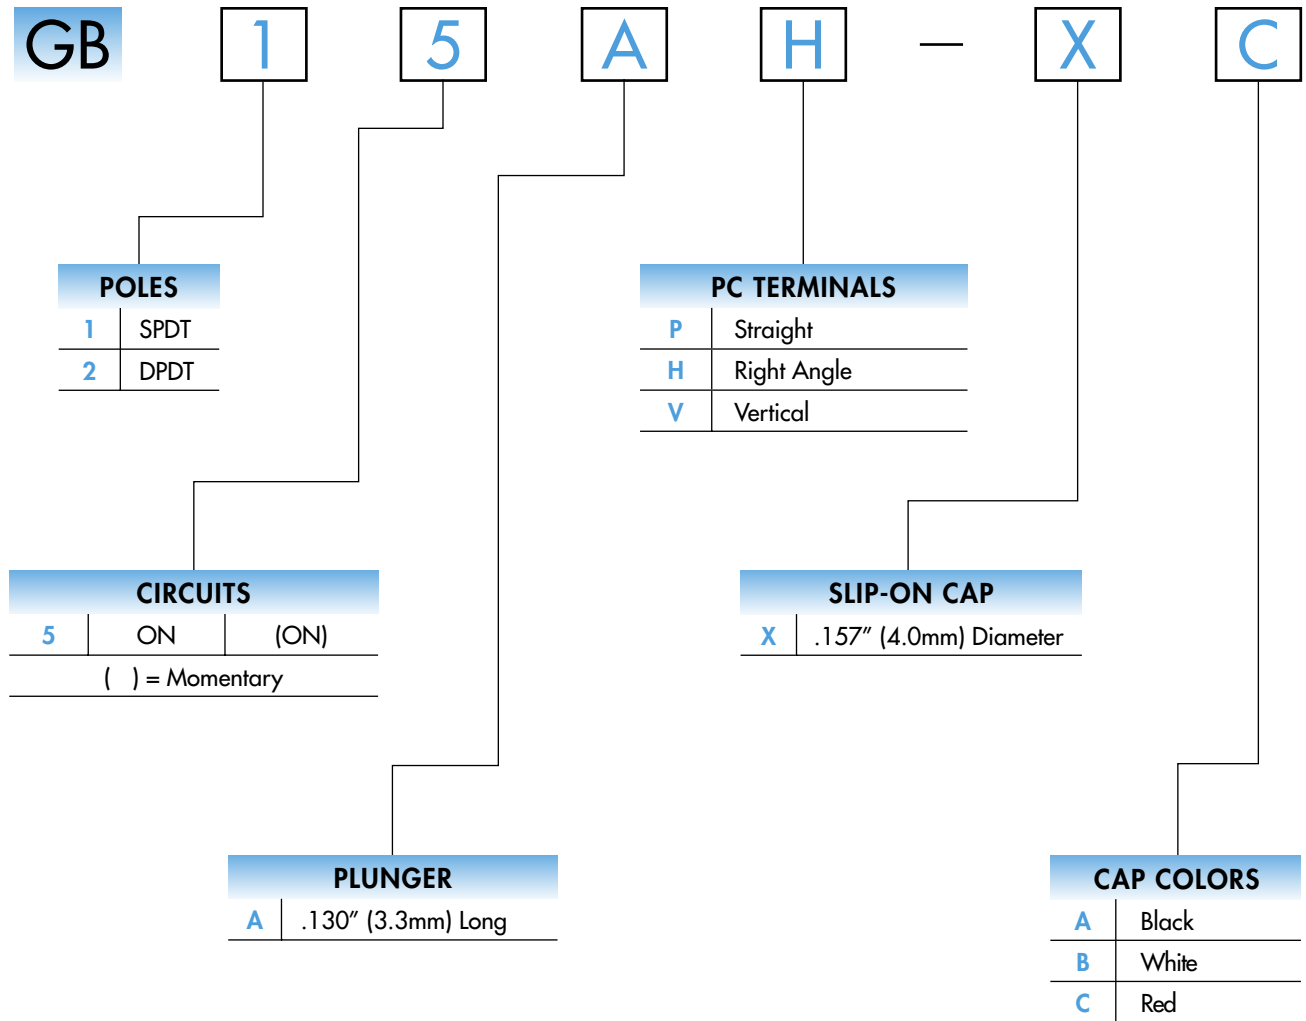 GB 1 5 A H — X C
POLES
1 SPDT
2 DPDT
PC TERMINALS
P Straight
H Right Angle
V Vertical
CIRCUITS
5 ON (ON)
( ) = Momentary
SLIP-ON CAP
X .157" (4.0mm) Diameter
PLUNGER
A .130" (3.3mm) Long
CAP COLORS
A Black
B White
C Red